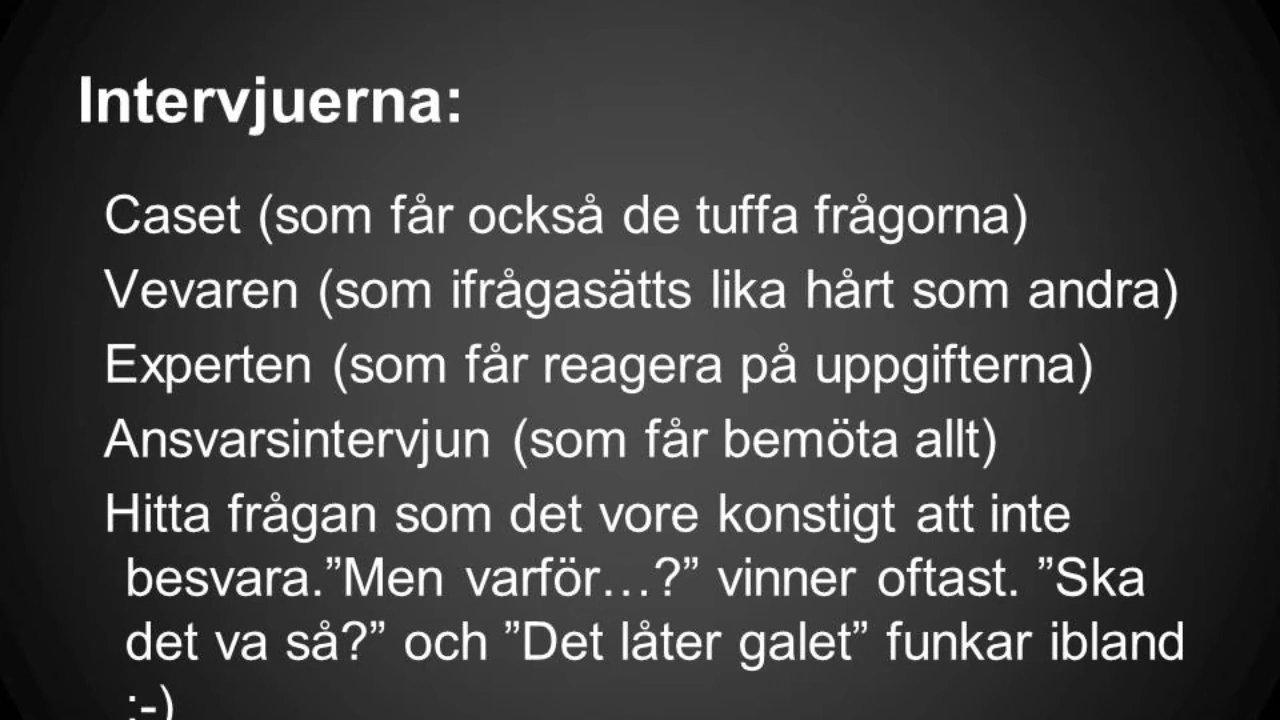 Intervjuerna:
Caset (som får också de tuffa frågorna)
Vevaren (som ifrågasätts lika hårt som andra)
Experten (som får reagera på uppgifterna)
Ansvarsintervjun (som får bemöta allt)
Hitta frågan som det vore konstigt att inte
besvara.”Men varför…?” vinner oftast. ”Ska
det va så?” och ”Det låter galet” funkar ibland
:-)